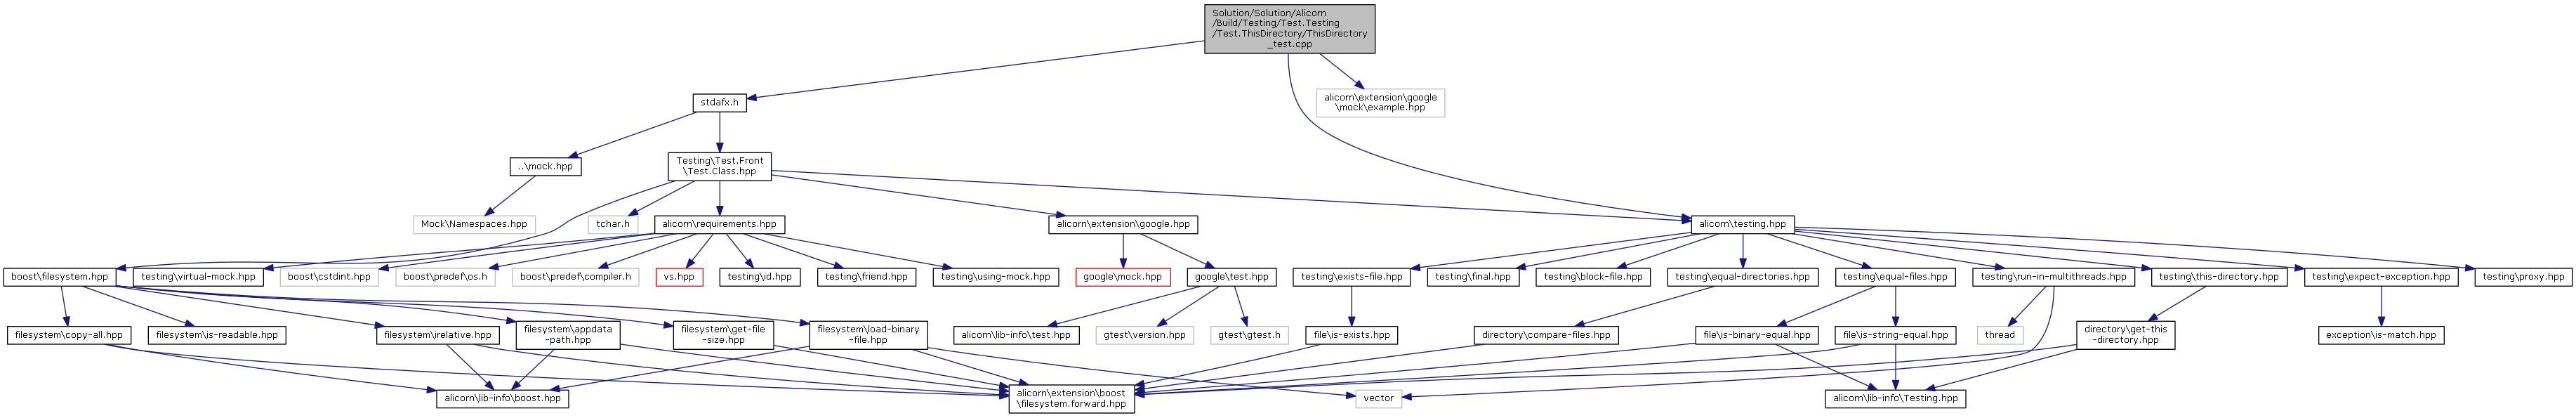 Solution/Solution/Alicorn
/Build/Testing/Test.Testing
/Test.ThisDirectory/ThisDirectory
_test.cpp
stdafx.h
alicorn\extension\google
\mock\example.hpp
..\mock.hpp
Testing\Test.Front
\Test.Class.hpp
Mock\Namespaces.hpp
tchar.h
alicorn\requirements.hpp
alicorn\extension\google.hpp
alicorn\testing.hpp
boost\filesystem.hpp
testing\virtual-mock.hpp
boost\cstdint.hpp
boost\predef\os.h
boost\predef\compiler.h
vs.hpp
testing\id.hpp
testing\friend.hpp
testing\using-mock.hpp
google\mock.hpp
google\test.hpp
testing\exists-file.hpp
testing\final.hpp
testing\block-file.hpp
testing\equal-directories.hpp
testing\equal-files.hpp
testing\run-in-multithreads.hpp
testing\this-directory.hpp
testing\expect-exception.hpp
testing\proxy.hpp
filesystem\copy-all.hpp
filesystem\is-readable.hpp
filesystem\irelative.hpp
filesystem\appdata
-path.hpp
filesystem\get-file
-size.hpp
filesystem\load-binary
-file.hpp
alicorn\lib-info\test.hpp
gtest\version.hpp
gtest\gtest.h
file\is-exists.hpp
directory\compare-files.hpp
file\is-binary-equal.hpp
file\is-string-equal.hpp
thread
directory\get-this
-directory.hpp
exception\is-match.hpp
alicorn\lib-info\boost.hpp
alicorn\extension\boost
\filesystem.forward.hpp
vector
alicorn\lib-info\Testing.hpp